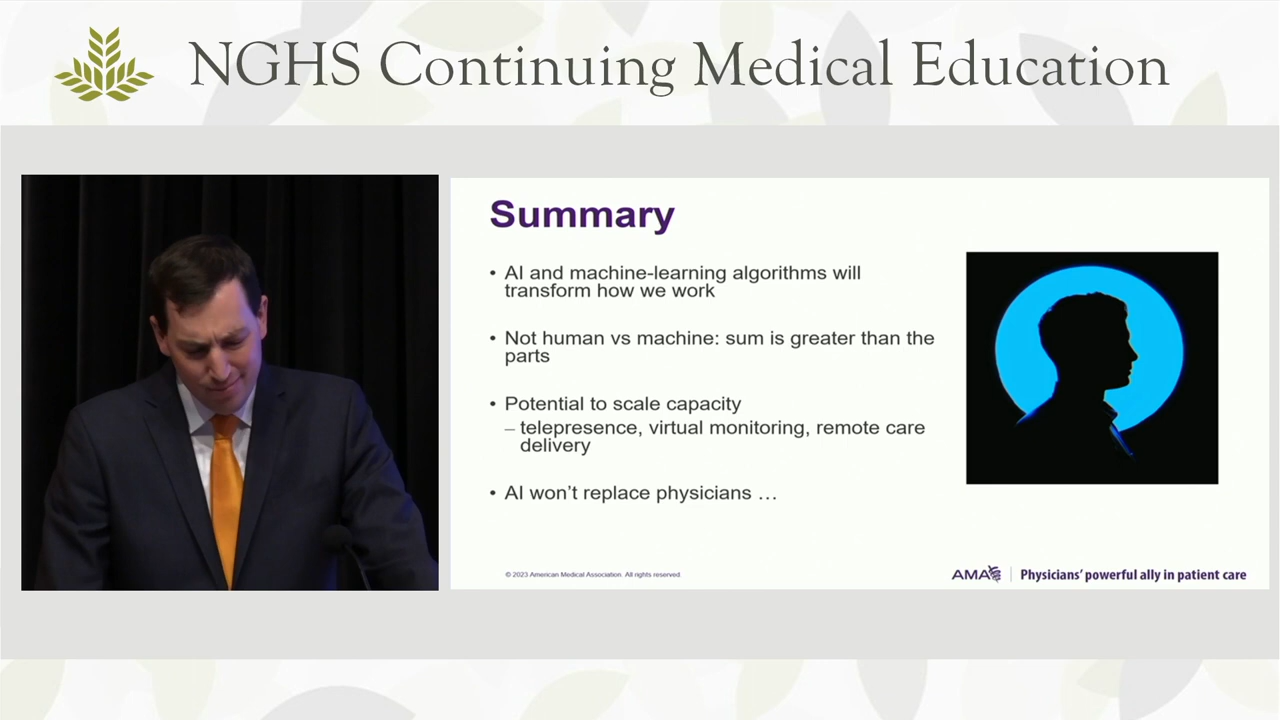 NGHS Continuing Medical Education
Summary
• AI and machine-learning algorithms will
transform how we work
• Not human vs machine: sum is greater than the
parts
• Potential to scale capacity
– telepresence, virtual monitoring, remote care
delivery
• AI won’t replace physicians …
© 2023 American Medical Association. All rights reserved.
AMA Physicians’ powerful ally in patient care